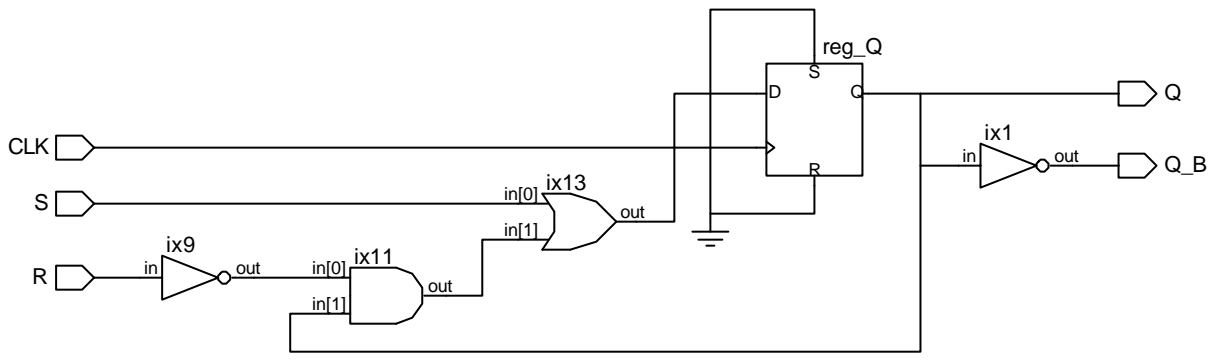 reg_Q
S
D
Q
R
Q
CLK
ix1
in
out
Q_B
S
ix13
in[0]
in[1]
out
ix9
R
in
out
ix11
in[0]
in[1]
out